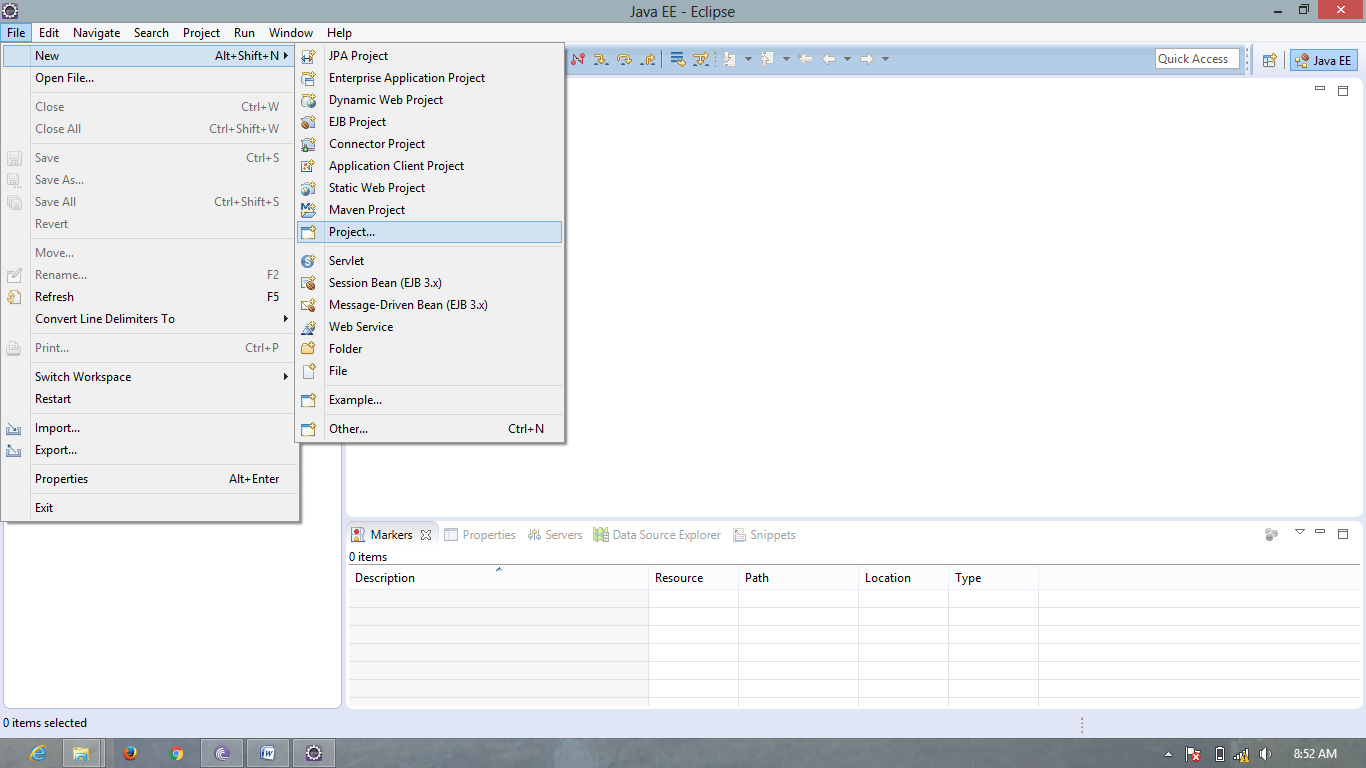 Java EE - Eclipse
File Edit Navigate Search Project Run Window Help
New Alt+Shift+N
Open File...
Close Ctrl+W
Close All Ctrl+Shift+W
Save Ctrl+S
Save As...
Save All Ctrl+Shift+S
Revert
Move...
Rename... F2
Refresh F5
Convert Line Delimiters To
Print... Ctrl+P
Switch Workspace
Restart
Import...
Export...
Properties Alt+Enter
Exit
JPA Project
Enterprise Application Project
Dynamic Web Project
EJB Project
Connector Project
Application Client Project
Static Web Project
Maven Project
Project...
Servlet
Session Bean (EJB 3.x)
Message-Driven Bean (EJB 3.x)
Web Service
Folder
File
Example...
Other... Ctrl+N
Quick Access Java EE
Markers Properties Servers Data Source Explorer Snippets
0 items
Description Resource Path Location Type
0 items selected
8:52 AM